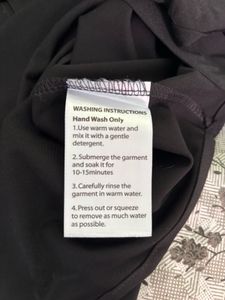 WASHING INSTRUCTIONS
Hand Wash Only
1.Use warm water and
mix it with a gentle
detergent.
2.Submerge the garment
and soak it for
10-15minutes
3.Carefully rinse the
garment in warm water.
4.Press out or squeeze
to remove as much water
as possible.